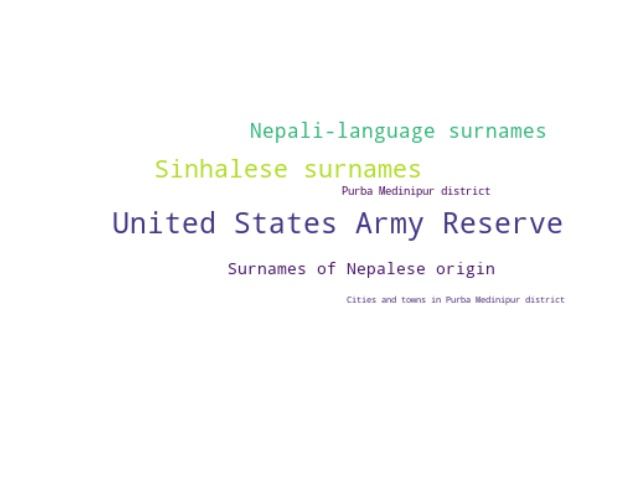 Nepali-language surnames
Sinhalese surnames
Purba Medinipur district
United States Army Reserve
Surnames of Nepalese origin
Cities and towns in Purba Medinipur district